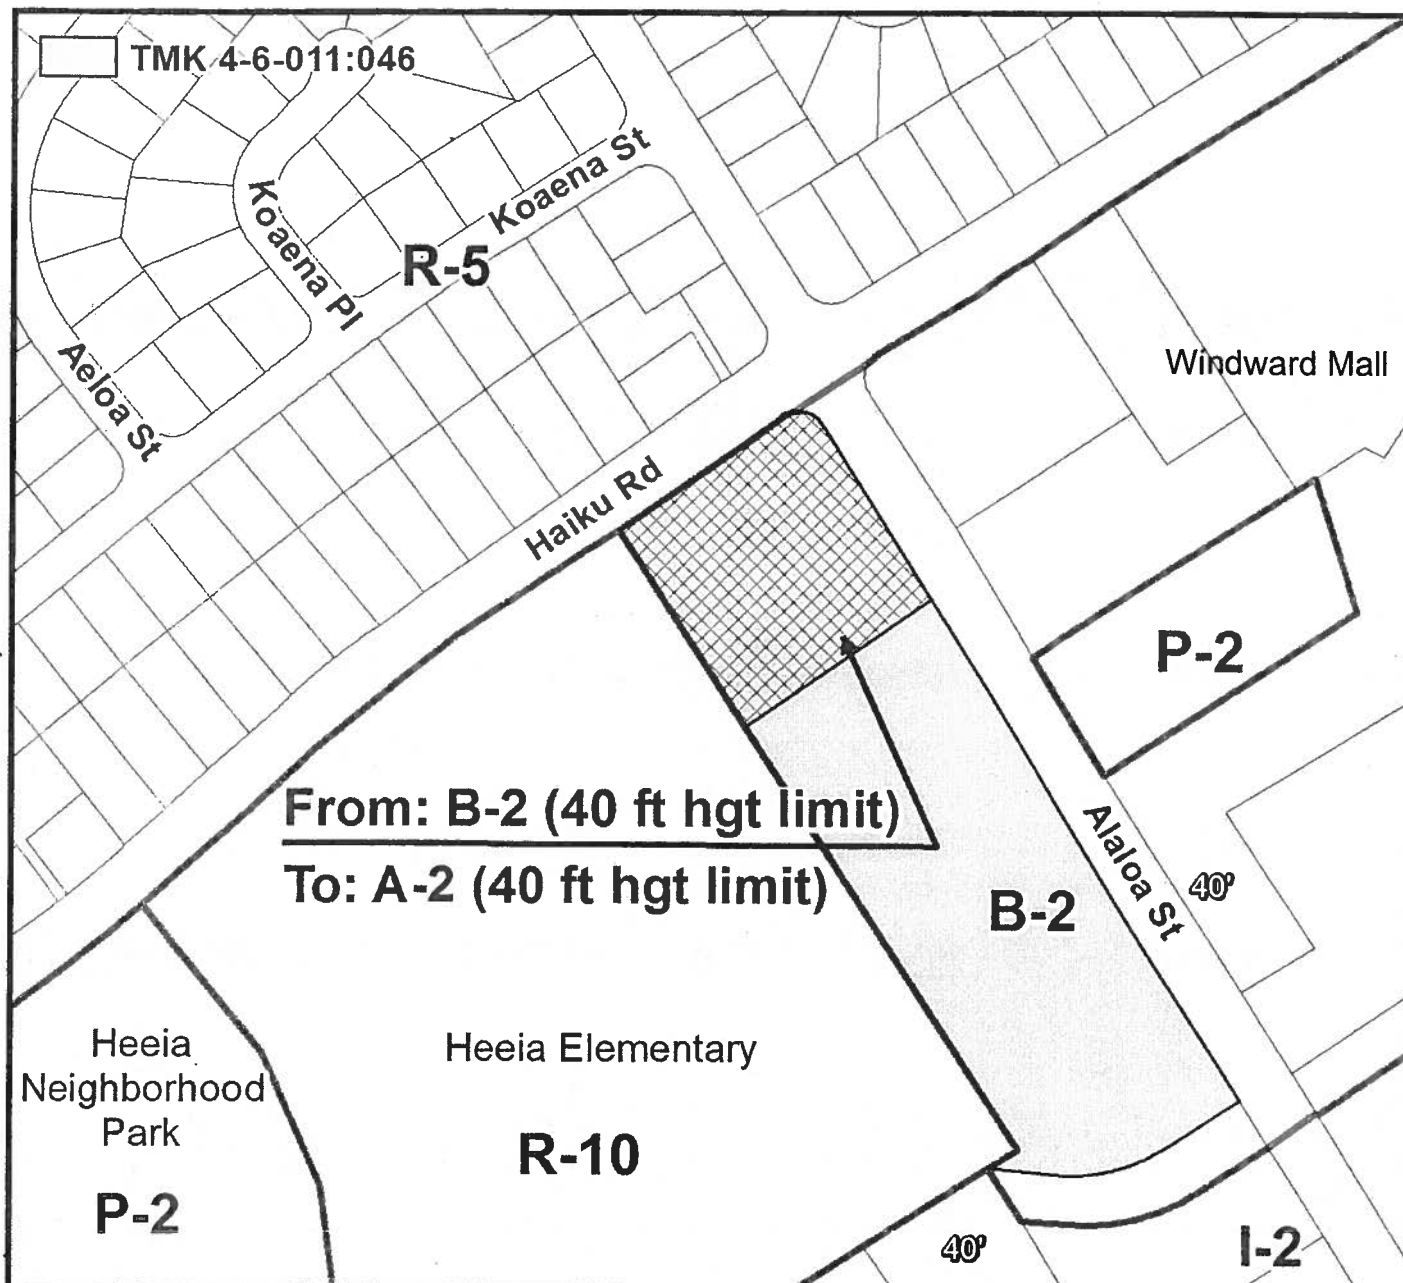 TMK 4-6-011:046
Koaena St
Koaena Pl
R-5
Aeloa St
Windward Mall
Haiku Rd
P-2
From: B-2 (40 ft hgt limit)
To: A-2 (40 ft hgt limit)
Alaloa St
40'
B-2
Heeia
Neighborhood
Park
P-2
Heeia Elementary
R-10
40'
I-2